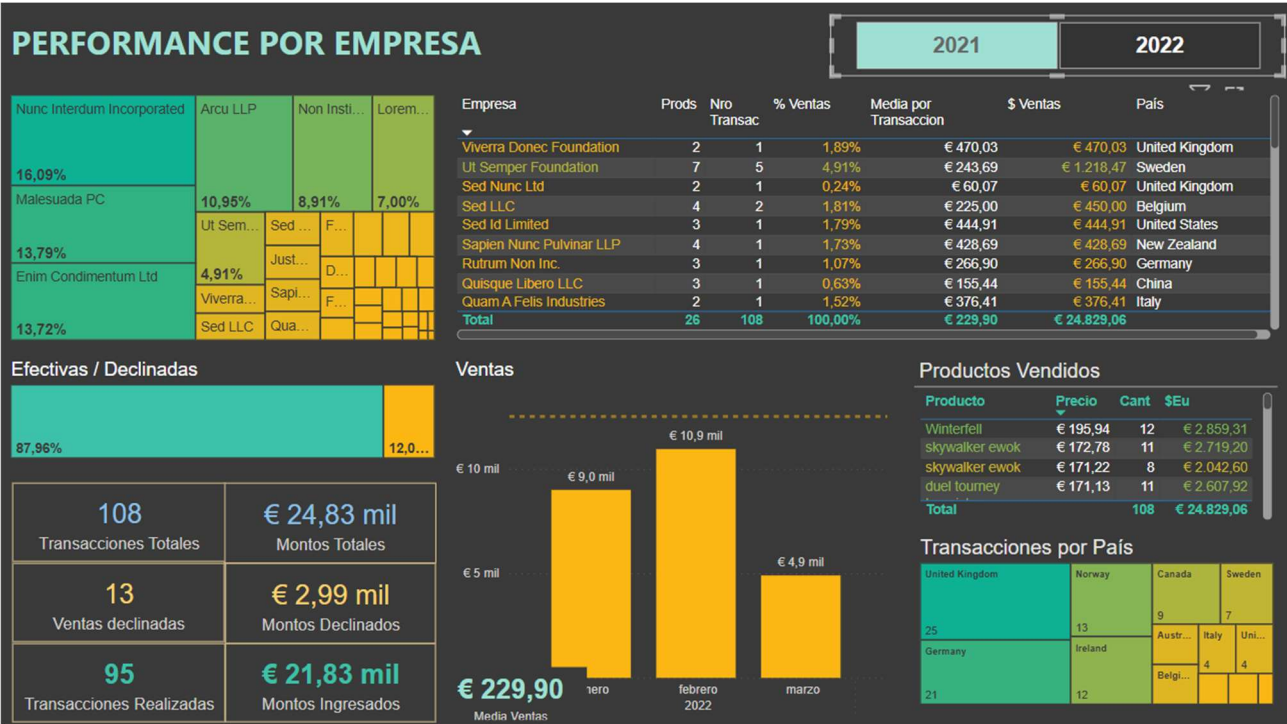 PERFORMANCE POR EMPRESA
2021
2022
Nunc Interdum Incorporated
16,09%
Malesuada PC
13,79%
Enim Condimentum Ltd
13,72%
Arcu LLP
10,95%
Non Insti...
8,91%
Lorem...
7,00%
Ut Sem...
4,91%
Viverra...
Sed LLC
Sed ...
Just...
Sapi...
Qua...
F...
D...
F...
Empresa Prods Nro Transac % Ventas Media por Transaccion $ Ventas País
Viverra Donec Foundation 2 1 1,89% € 470,03 € 470,03 United Kingdom
Ut Semper Foundation 7 5 4,91% € 243,69 € 1.218,47 Sweden
Sed Nunc Ltd 2 1 0,24% € 60,07 € 60,07 United Kingdom
Sed LLC 4 2 1,81% € 225,00 € 450,00 Belgium
Sed Id Limited 3 1 1,79% € 444,91 € 444,91 United States
Sapien Nunc Pulvinar LLP 4 1 1,73% € 428,69 € 428,69 New Zealand
Rutrum Non Inc. 3 1 1,07% € 266,90 € 266,90 Germany
Quisque Libero LLC 3 1 0,63% € 155,44 € 155,44 China
Quam A Felis Industries 2 1 1,52% € 376,41 € 376,41 Italy
Total 26 108 100,00% € 229,90 € 24.829,06
Efectivas / Declinadas
87,96%
12,0...
108
Transacciones Totales
€ 24,83 mil
Montos Totales
13
Ventas declinadas
€ 2,99 mil
Montos Declinados
95
Transacciones Realizadas
€ 21,83 mil
Montos Ingresados
Ventas
€ 10 mil
€ 5 mil
€ 9,0 mil
€ 10,9 mil
€ 4,9 mil
nero
febrero
marzo
2022
€ 229,90
Media Ventas
Productos Vendidos
Producto Precio Cant $Eu
Winterfell € 195,94 12 € 2.859,31
skywalker ewok € 172,78 11 € 2.719,20
skywalker ewok € 171,22 8 € 2.042,60
duel tourney € 171,13 11 € 2.607,92
Total 108 € 24.829,06
Transacciones por País
United Kingdom
25
Germany
21
Norway
13
Ireland
12
Canada
9
Sweden
7
Austr...
Belgi...
Italy
4
Uni...
4